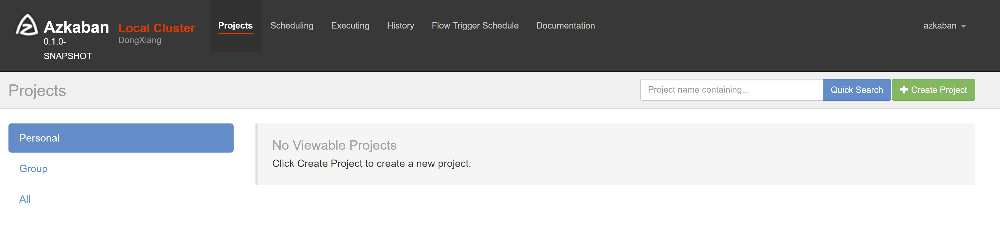 Azkaban
0.1.0-
SNAPSHOT
Local Cluster
DongXiang
Projects
Scheduling
Executing
History
Flow Trigger Schedule
Documentation
azkaban
Projects
Project name containing...
Quick Search
Create Project
Personal
Group
All
No Viewable Projects
Click Create Project to create a new project.